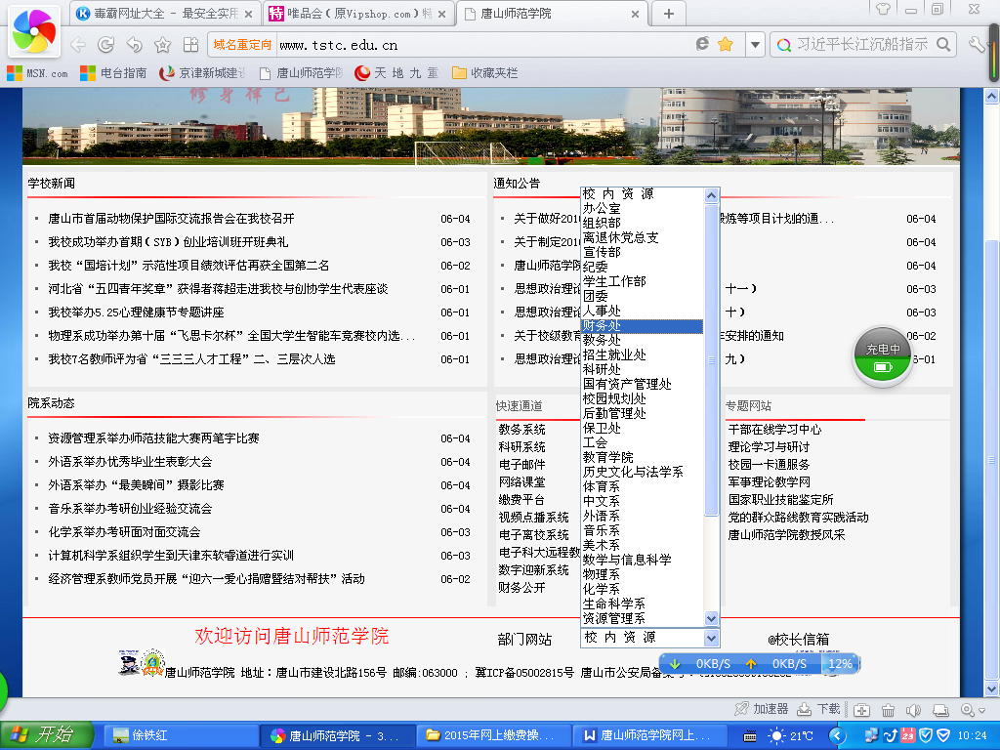 毒霸网址大全 - 最安全实用
唯品会（原Vipshop.com）特
唐山师范学院
域名重定向 www.tstc.edu.cn
习近平长江沉船指示
MSN.com 电台指南 京津新城建 唐山师范学 天 地 九 重 收藏夹栏
修身律己
学校新闻
唐山市首届动物保护国际交流报告会在我校召开 06-04
我校成功举办首期（SYB）创业培训班开班典礼 06-03
我校“国培计划”示范性项目绩效评估再获全国第二名 06-02
河北省“五四青年奖章”获得者蒋超走进我校与创协学生代表座谈 06-01
我校举办5.25心理健康节专题讲座 06-01
物理系成功举办第十届“飞思卡尔杯”全国大学生智能车竞赛校内选... 06-01
我校7名教师评为省“三三三人才工程”二、三层次人选 06-01
通知公告
关于做好201 锻炼等项目计划的通... 06-04
关于制定201 06-04
唐山师范学院 06-04
思想政治理论 十一） 06-03
思想政治理论 十） 06-03
关于校级教育 安排的通知 06-02
思想政治理论 九） -01
校 内 资 源
办公室
组织部
离退休党总支
宣传部
纪委
学生工作部
团委
人事处
财务处
教务处
招生就业处
科研处
国有资产管理处
校园规划处
后勤管理处
保卫处
工会
教育学院
历史文化与法学系
体育系
中文系
外语系
音乐系
美术系
数学与信息科学
物理系
化学系
生命科学系
资源管理系
充电中
院系动态
资源管理系举办师范技能大赛两笔字比赛 06-04
外语系举办优秀毕业生表彰大会 06-04
外语系举办“最美瞬间”摄影比赛 06-04
音乐系举办考研创业经验交流会 06-04
化学系举办考研面对面交流会 06-03
计算机科学系组织学生到天津东软睿道进行实训 06-03
经济管理系教师党员开展“迎六一爱心捐赠暨结对帮扶”活动 06-02
快速通道
教务系统
科研系统
电子邮件
网络课堂
缴费平台
视频点播系统
电子离校系统
电子科大远程教
数字迎新系统
财务公开
专题网站
干部在线学习中心
理论学习与研讨
校园一卡通服务
军事理论教学网
国家职业技能鉴定所
党的群众路线教育实践活动
唐山师范学院教授风采
欢迎访问唐山师范学院 部门网站 校 内 资 源 @校长信箱
唐山师范学院 地址：唐山市建设北路156号 邮编:063000 ; 冀ICP备05002815号 唐山市公安局备案号
0KB/S 0KB/S 12%
加速器 下载
开始 徐铁红 唐山师范学院 - 3... 2015年网上缴费操... 唐山师范学院网上... 21℃ 23 10:24